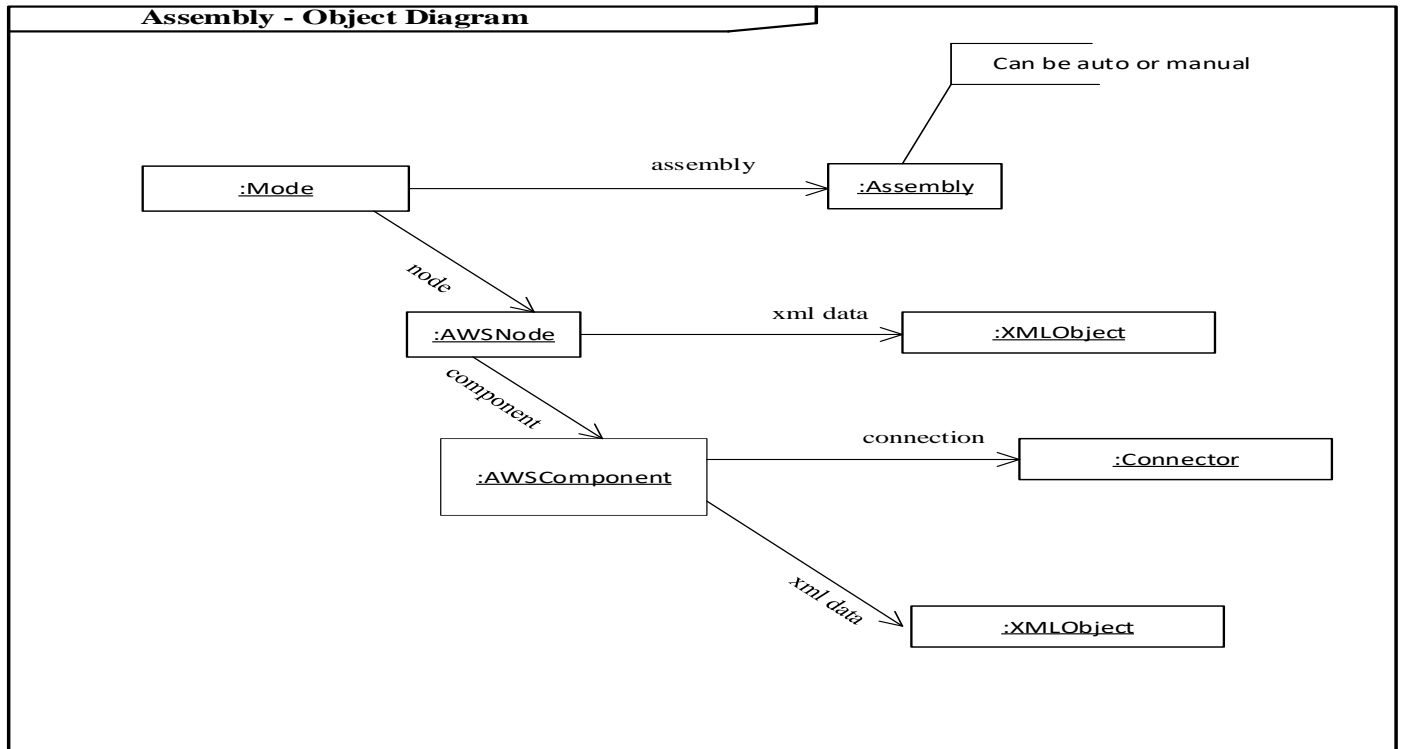 Assembly - Object Diagram
Can be auto or manual
assembly
:Mode
:Assembly
node
xml data
:AWSNode
:XMLObject
component
connection
:AWSComponent
:Connector
xml data
:XMLObject